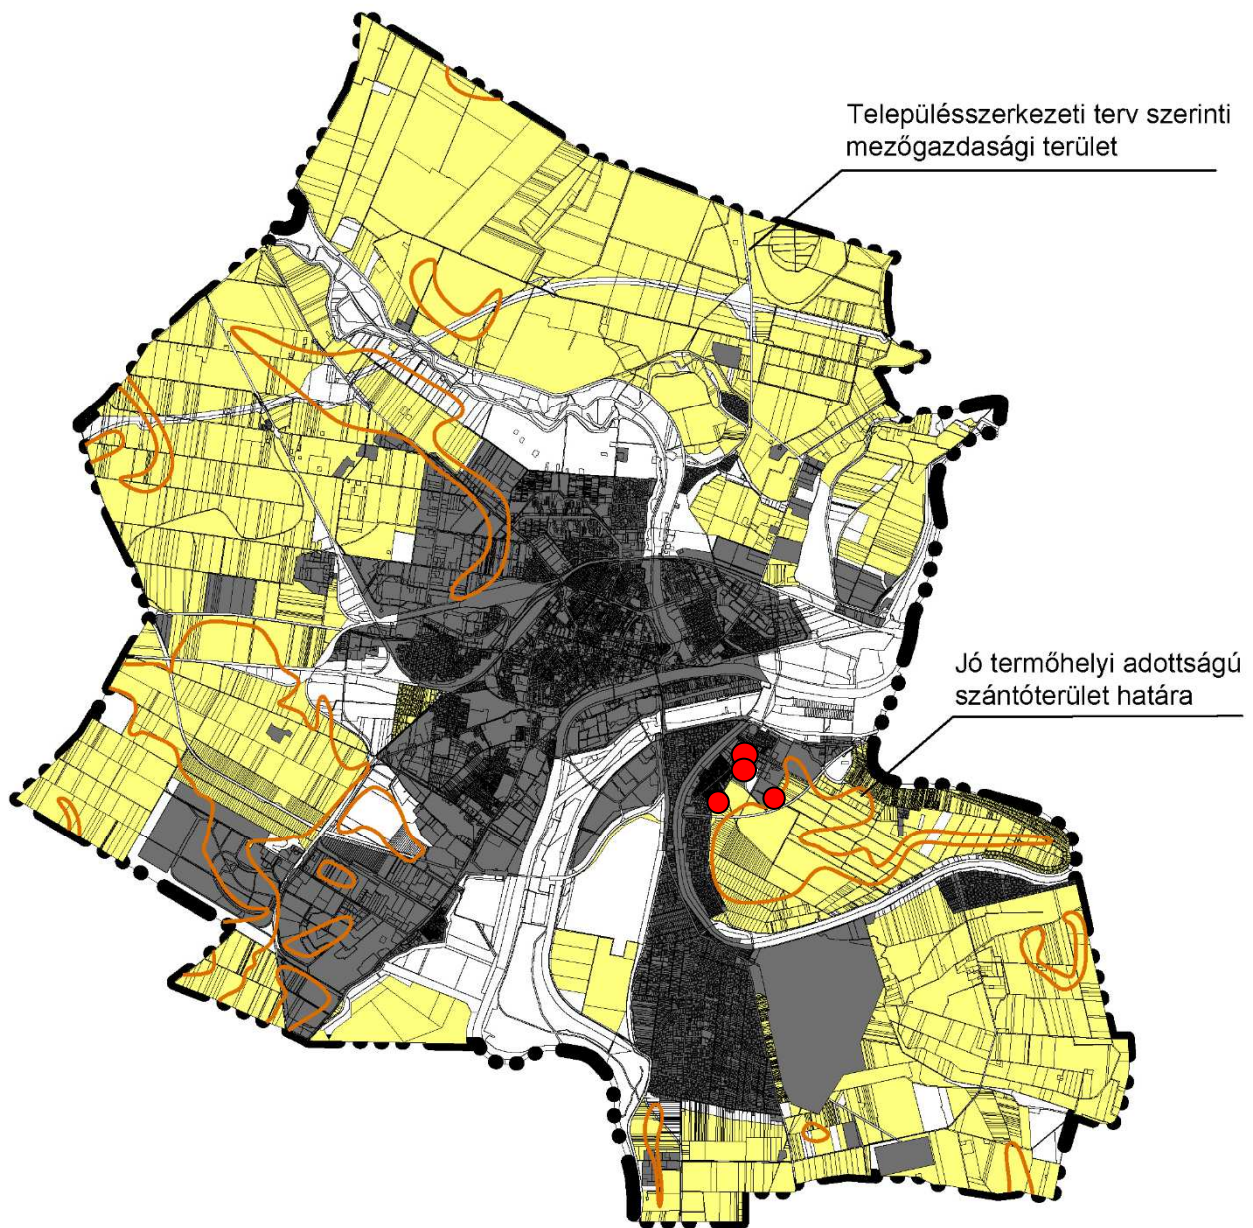 Településszerkezeti terv szerinti
mezőgazdasági terület
Jó termőhelyi adottságú
szántóterület határa